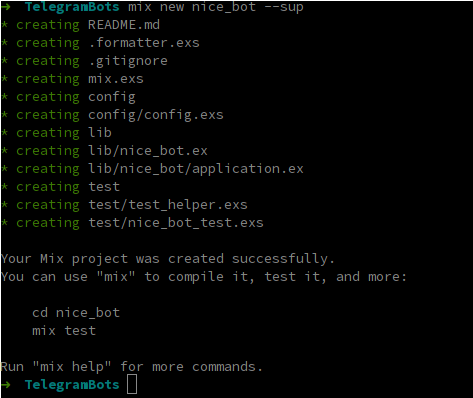 ➜ TelegramBots mix new nice_bot --sup
* creating README.md
* creating .formatter.exs
* creating .gitignore
* creating mix.exs
* creating config
* creating config/config.exs
* creating lib
* creating lib/nice_bot.ex
* creating lib/nice_bot/application.ex
* creating test
* creating test/test_helper.exs
* creating test/nice_bot_test.exs
Your Mix project was created successfully.
You can use "mix" to compile it, test it, and more:
cd nice_bot
mix test
Run "mix help" for more commands.
➜ TelegramBots